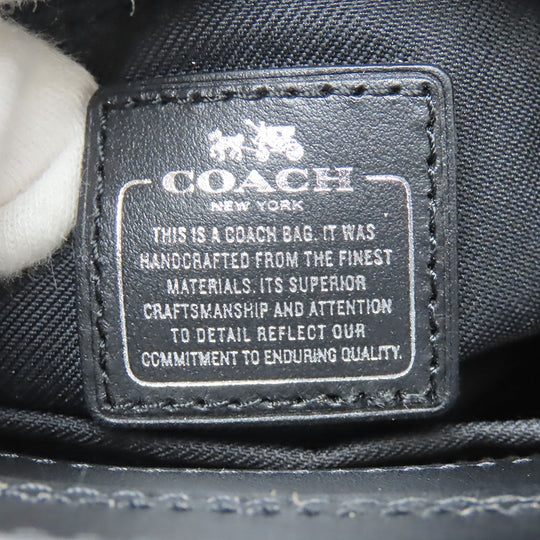 COACH
NEW YORK
THIS IS A COACH BAG. IT WAS
HANDCRAFTED FROM THE FINEST
MATERIALS. ITS SUPERIOR
CRAFTSMANSHIP AND ATTENTION
TO DETAIL REFLECT OUR
COMMITMENT TO ENDURING QUALITY.